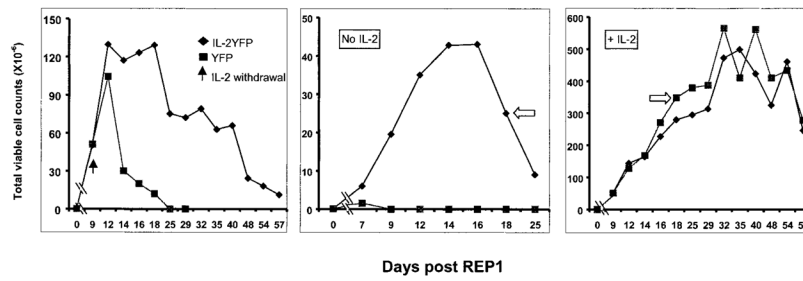 Total viable cell counts (X10⁻⁶)
150
120
90
60
30
0
IL-2YFP
YFP
IL-2 withdrawal
0 9 12 14 16 18 25 29 32 35 40 48 54 57
50
40
30
20
10
0
No IL-2
0 7 9 12 14 16 18 25
600
500
400
300
200
100
0
+ IL-2
0 9 12 14 16 18 25 29 32 35 40 48 54
Days post REP1